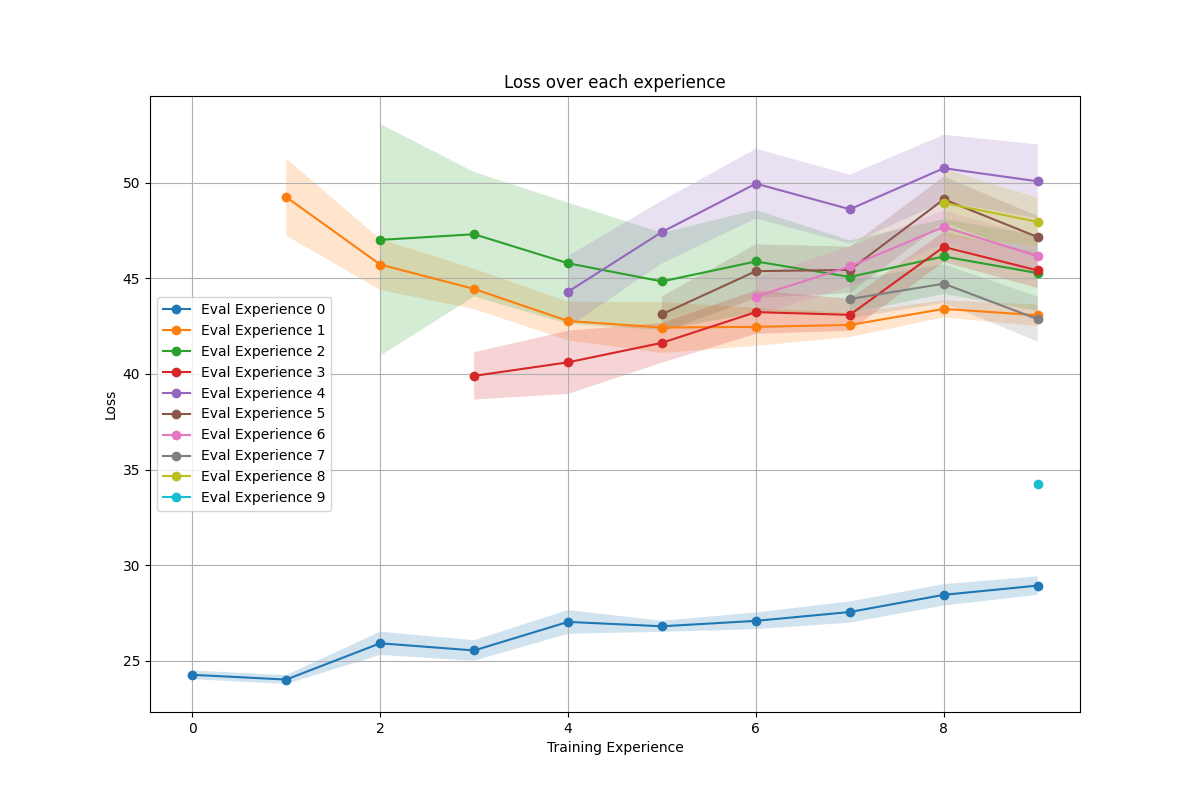 Loss over each experience
50
45
40
35
30
25
Loss
Eval Experience 0
Eval Experience 1
Eval Experience 2
Eval Experience 3
Eval Experience 4
Eval Experience 5
Eval Experience 6
Eval Experience 7
Eval Experience 8
Eval Experience 9
0 2 4 6 8
Training Experience